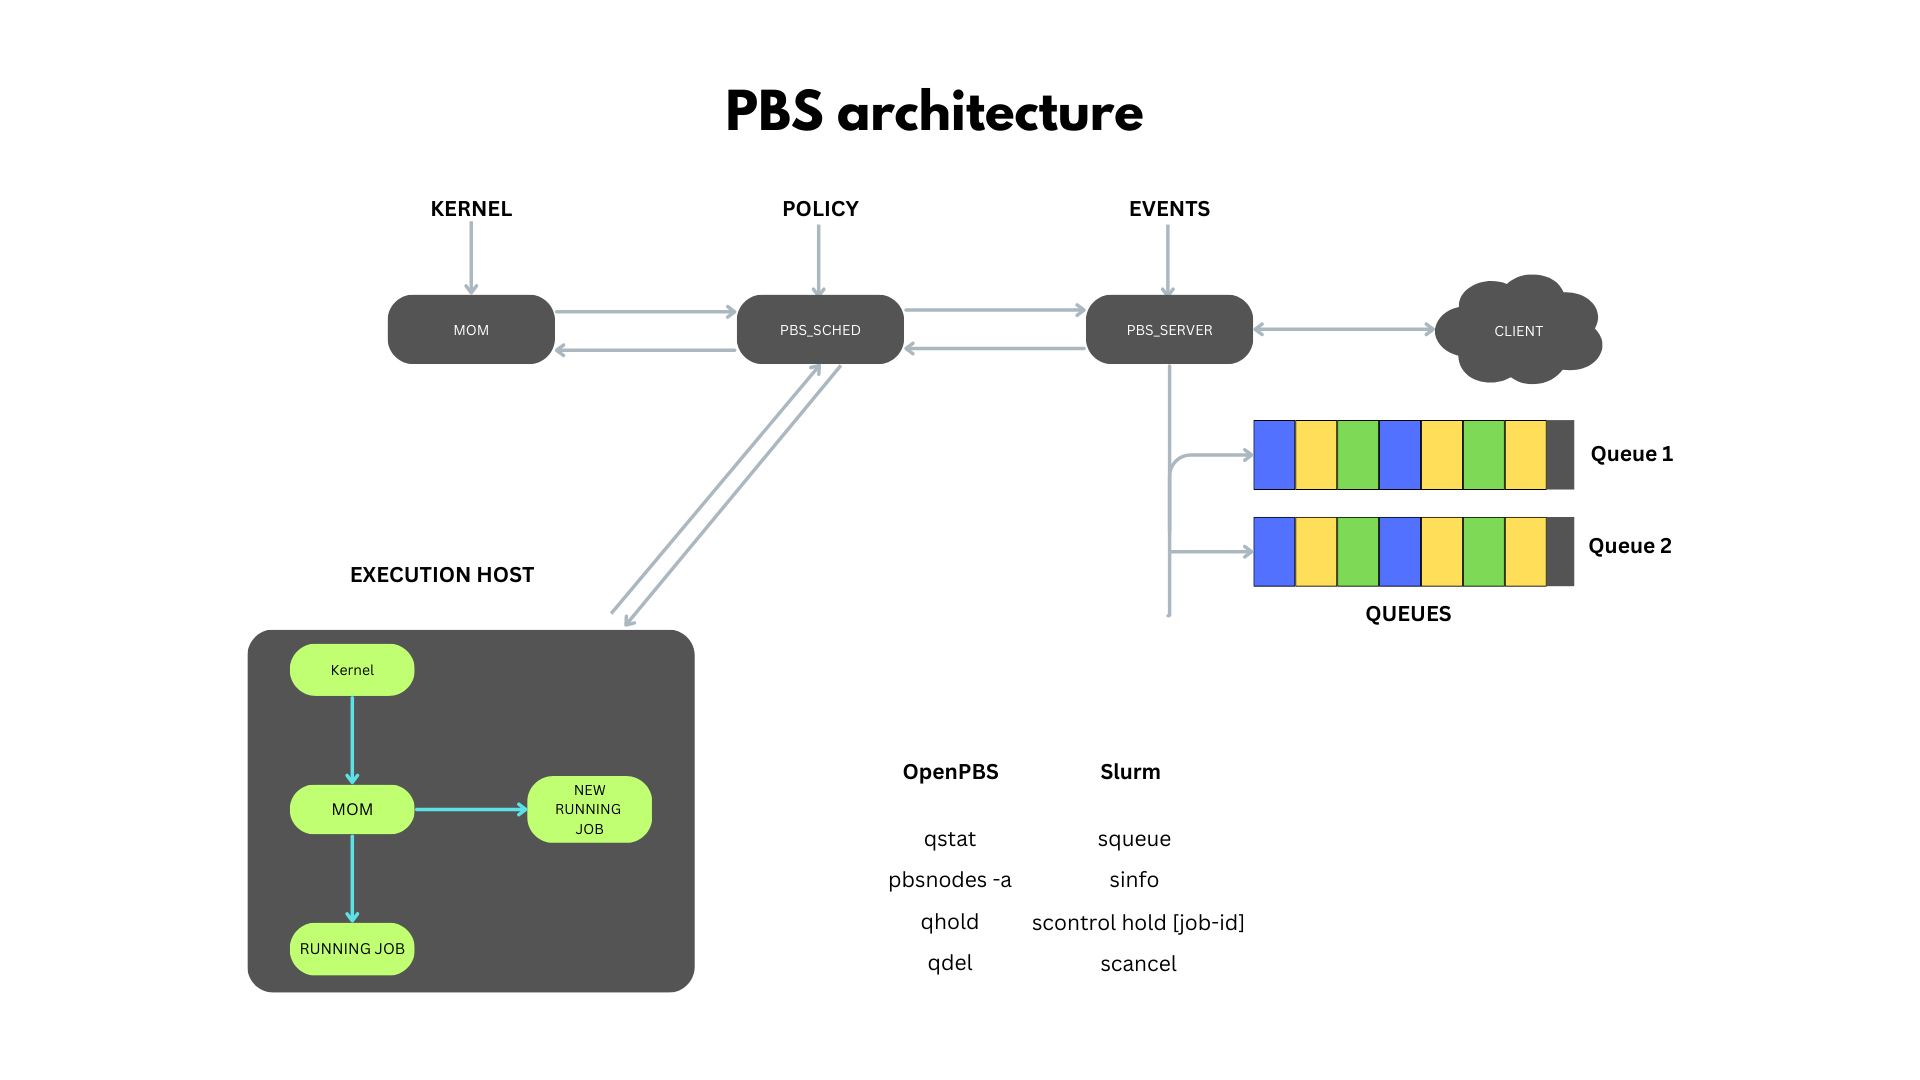 PBS architecture
KERNEL
POLICY
EVENTS
MOM
PBS_SCHED
PBS_SERVER
CLIENT
Queue 1
Queue 2
QUEUES
EXECUTION HOST
Kernel
MOM
NEW
RUNNING
JOB
RUNNING JOB
OpenPBS Slurm
qstat squeue
pbsnodes -a sinfo
qhold scontrol hold [job-id]
qdel scancel